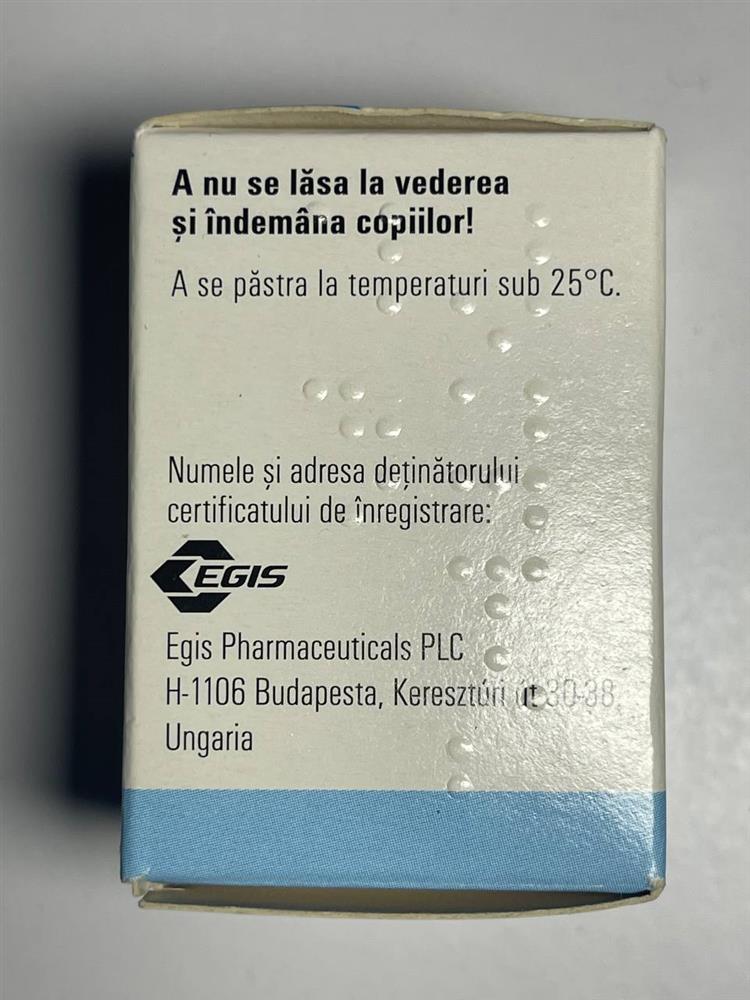 A nu se lăsa la vederea
și îndemâna copiilor!
A se păstra la temperaturi sub 25°C.
Numele și adresa deținătorului
certificatului de înregistrare:
EGIS
Egis Pharmaceuticals PLC
H-1106 Budapesta, Keresztúri út 30-38,
Ungaria